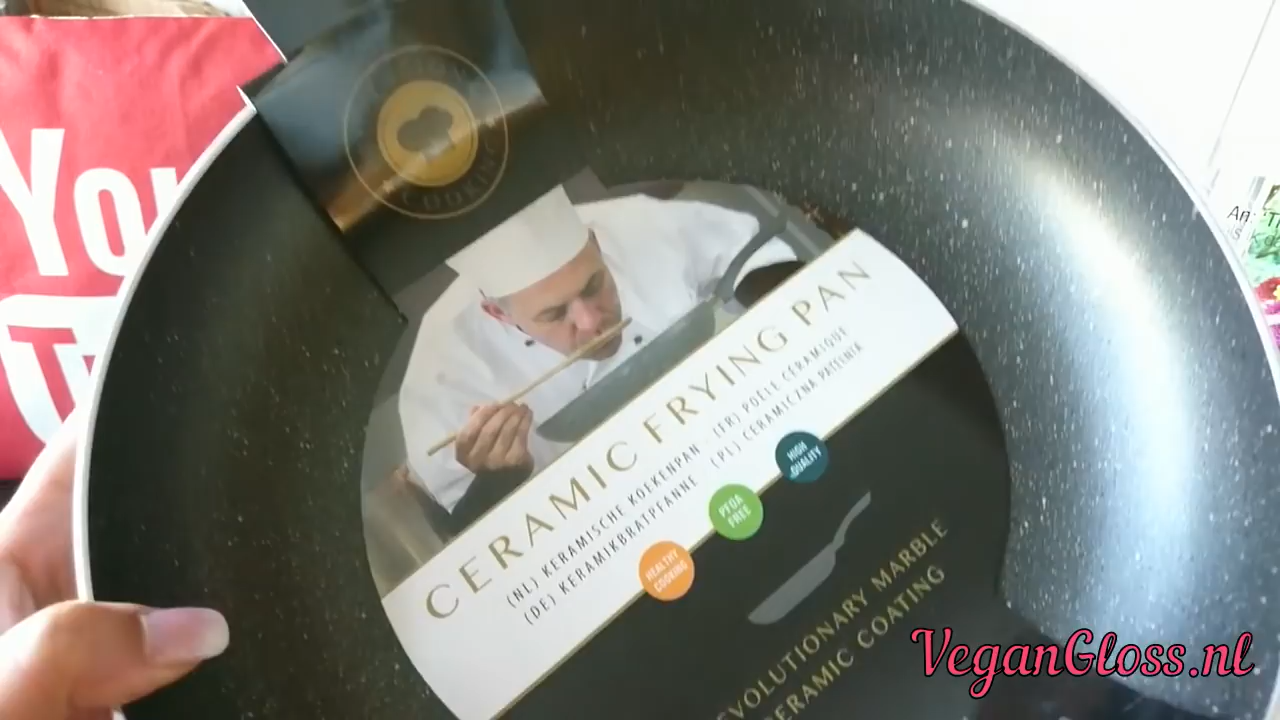 You
COOKING
CERAMIC FRYING PAN
(NL) KERAMISCHE KOEKENPAN - (FR) POÊLE CÉRAMIQUE
(DE) KERAMIKBRATPFANNE (PL) CERAMICZNA PATELNIA
HIGH
QUALITY
PFOA
FREE
HEALTHY
COOKING
EVOLUTIONARY MARBLE
CERAMIC COATING
VeganGloss.nl